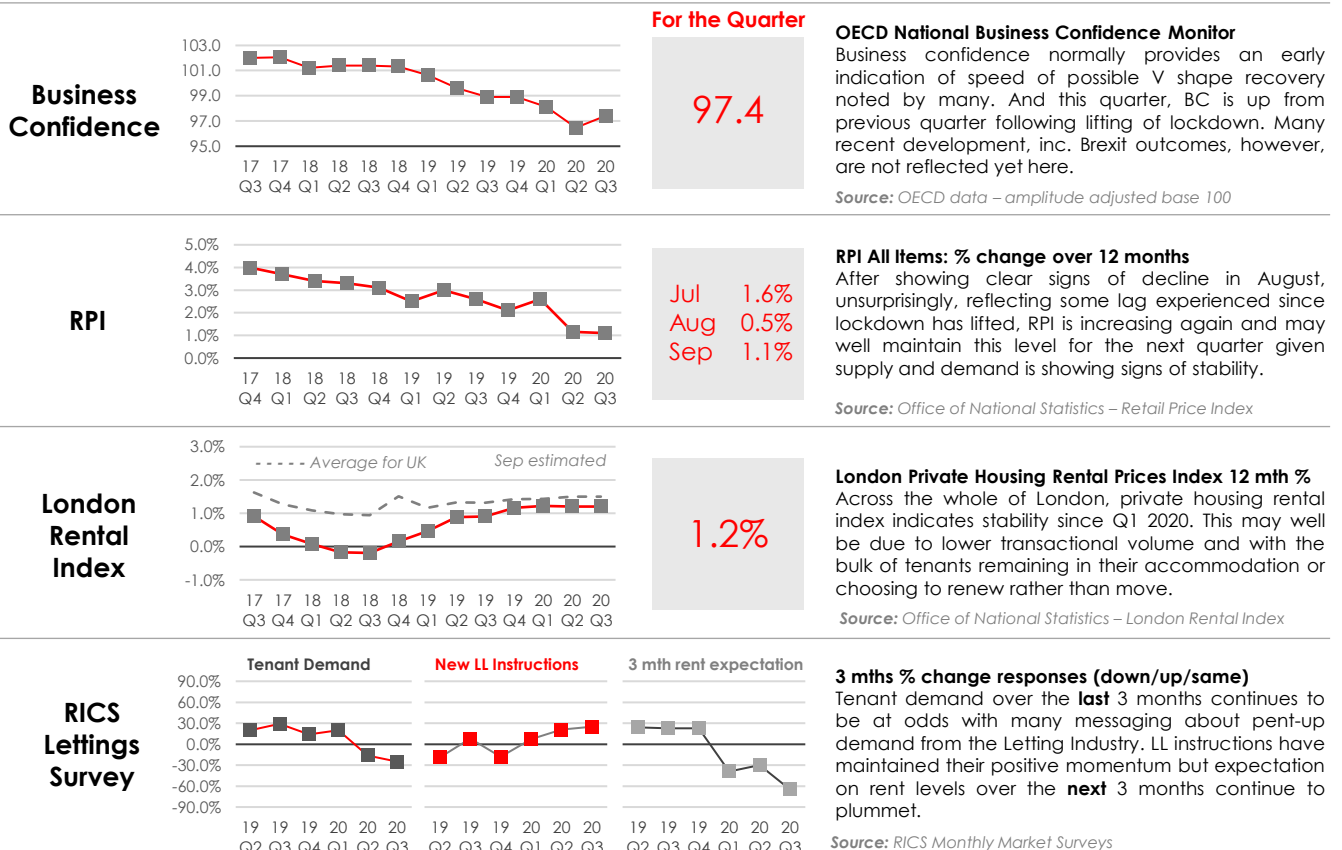 For the Quarter
Business
Confidence
103.0
101.0
99.0
97.0
95.0
17 17 18 18 18 18 19 19 19 19 20 20 20
Q3 Q4 Q1 Q2 Q3 Q4 Q1 Q2 Q3 Q4 Q1 Q2 Q3
97.4
OECD National Business Confidence Monitor
Business confidence normally provides an early
indication of speed of possible V shape recovery
noted by many. And this quarter, BC is up from
previous quarter following lifting of lockdown. Many
recent development, inc. Brexit outcomes, however,
are not reflected yet here.
Source: OECD data – amplitude adjusted base 100
RPI
5.0%
4.0%
3.0%
2.0%
1.0%
0.0%
17 18 18 18 18 19 19 19 19 20 20 20
Q4 Q1 Q2 Q3 Q4 Q1 Q2 Q3 Q4 Q1 Q2 Q3
Jul 1.6%
Aug 0.5%
Sep 1.1%
RPI All Items: % change over 12 months
After showing clear signs of decline in August,
unsurprisingly, reflecting some lag experienced since
lockdown has lifted, RPI is increasing again and may
well maintain this level for the next quarter given
supply and demand is showing signs of stability.
Source: Office of National Statistics – Retail Price Index
London
Rental
Index
3.0%
2.0%
1.0%
0.0%
-1.0%
Average for UK
Sep estimated
17 17 18 18 18 18 19 19 19 19 20 20 20
Q3 Q4 Q1 Q2 Q3 Q4 Q1 Q2 Q3 Q4 Q1 Q2 Q3
1.2%
London Private Housing Rental Prices Index 12 mth %
Across the whole of London, private housing rental
index indicates stability since Q1 2020. This may well
be due to lower transactional volume and with the
bulk of tenants remaining in their accommodation or
choosing to renew rather than move.
Source: Office of National Statistics – London Rental Index
RICS
Lettings
Survey
Tenant Demand
New LL Instructions
3 mth rent expectation
90.0%
60.0%
30.0%
0.0%
-30.0%
-60.0%
-90.0%
19 19 19 20 20 20
Q2 Q3 Q4 Q1 Q2 Q3
19 19 19 20 20 20
Q2 Q3 Q4 Q1 Q2 Q3
19 19 19 20 20 20
Q2 Q3 Q4 Q1 Q2 Q3
3 mths % change responses (down/up/same)
Tenant demand over the last 3 months continues to
be at odds with many messaging about pent-up
demand from the Letting Industry. LL instructions have
maintained their positive momentum but expectation
on rent levels over the next 3 months continue to
plummet.
Source: RICS Monthly Market Surveys